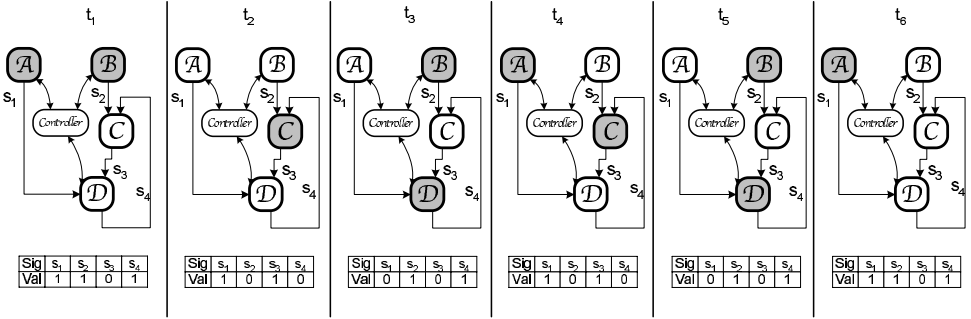 t1 t2 t3 t4 t5 t6
A B A B A B A B A B A B
s1 s2 s1 s2 s1 s2 s1 s2 s1 s2 s1 s2
Controller Controller Controller Controller Controller Controller
C C C C C C
s3 s3 s3 s3 s3 s3
D s4 D s4 D s4 D s4 D s4 D s4
Sig s1 s2 s3 s4 Sig s1 s2 s3 s4 Sig s1 s2 s3 s4 Sig s1 s2 s3 s4 Sig s1 s2 s3 s4 Sig s1 s2 s3 s4
Val 1 1 0 1 Val 1 0 1 0 Val 0 1 0 1 Val 1 0 1 0 Val 0 1 0 1 Val 1 1 0 1